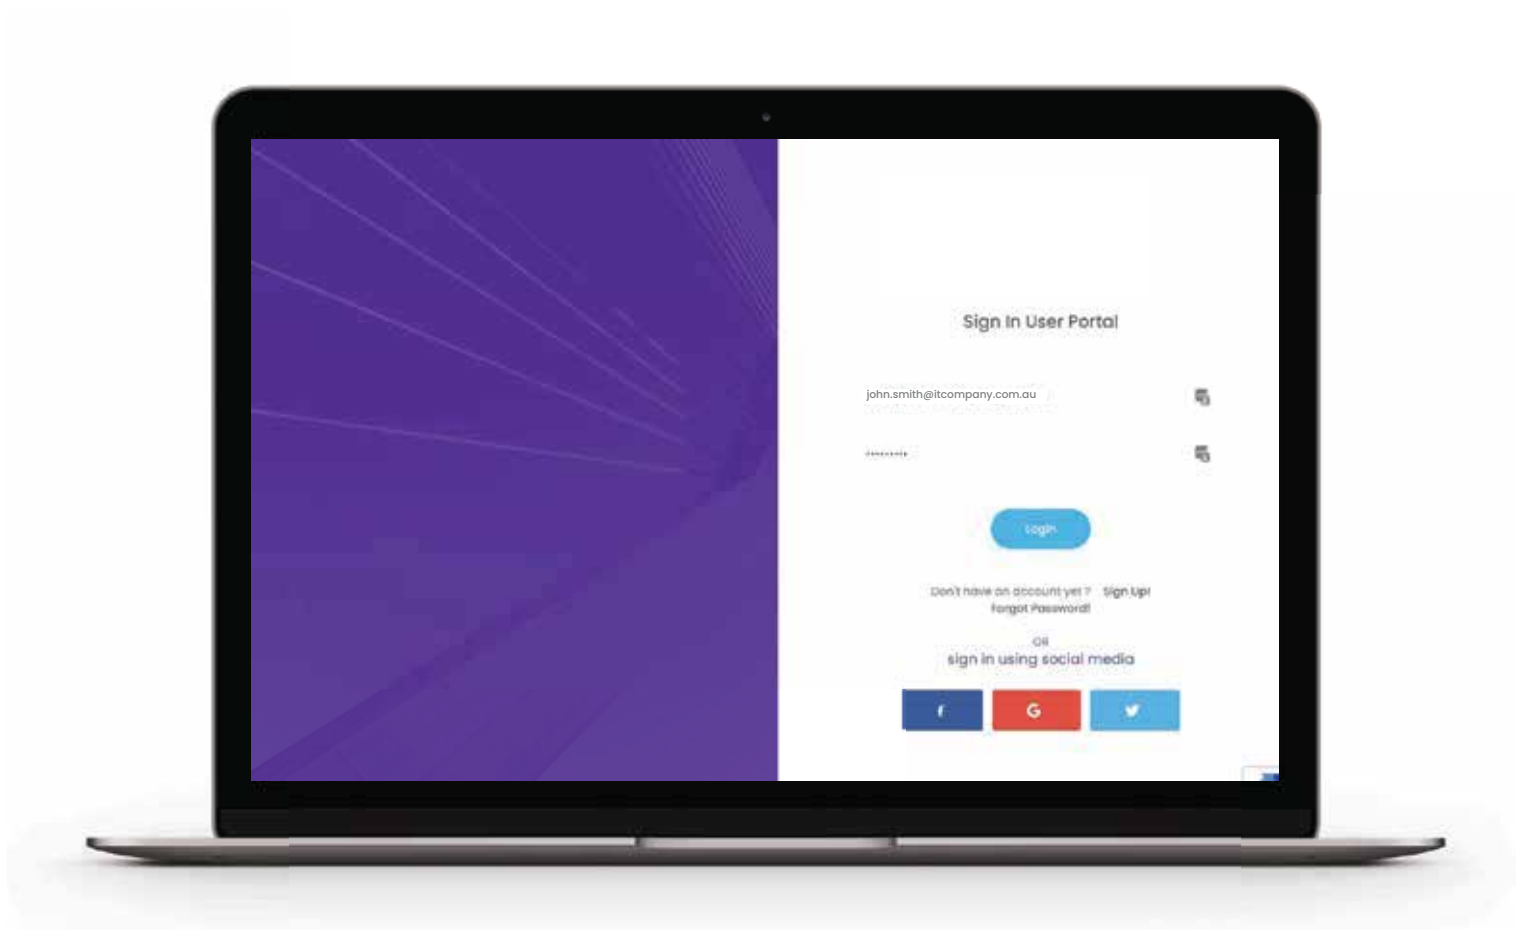 Sign In User Portal
john.smith@itcompany.com.au
Login
Don't have an account yet ? Sign Up!
Forgot Password!
OR
sign in using social media
f
G